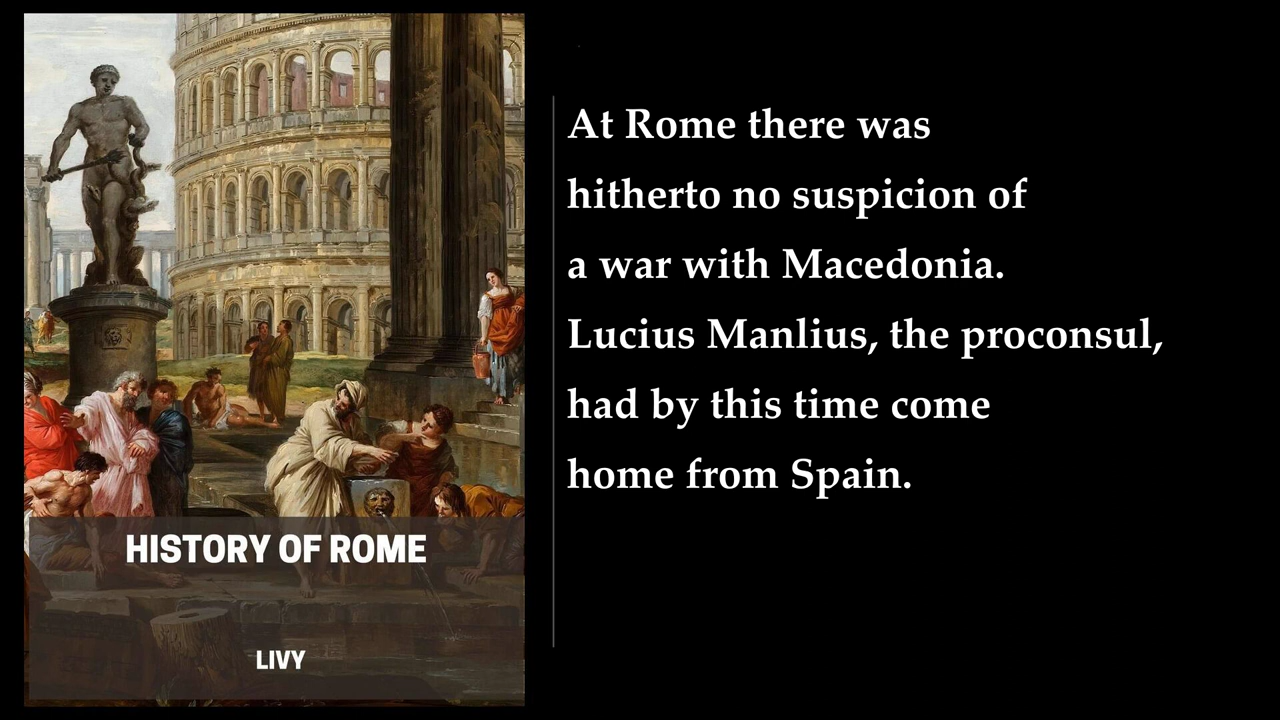 HISTORY OF ROME
LIVY
At Rome there was
hitherto no suspicion of
a war with Macedonia.
Lucius Manlius, the proconsul,
had by this time come
home from Spain.